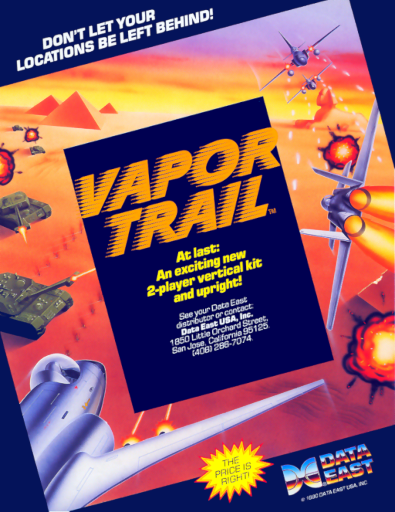 DON'T LET YOUR
LOCATIONS BE LEFT BEHIND!
VAPOR
TRAIL™
At last:
An exciting new
2-player vertical kit
and upright!
See your Data East
distributor or contact:
Data East USA, Inc.
1850 Little Orchard Street,
San Jose, California 95125.
(408) 286-7074.
THE
PRICE IS
RIGHT!
DATA
EAST
© 1990 DATA EAST USA, INC